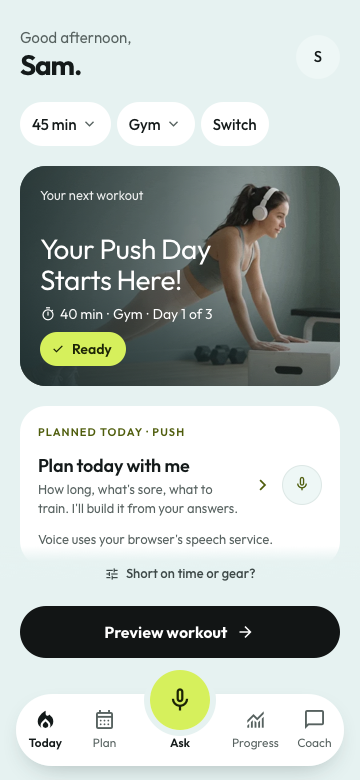 Good afternoon,
Sam.
S
45 min
Gym
Switch
Your next workout
Your Push Day
Starts Here!
40 min · Gym · Day 1 of 3
Ready
PLANNED TODAY · PUSH
Plan today with me
How long, what's sore, what to
train. I'll build it from your answers.
Voice uses your browser's speech service.
Short on time or gear?
Preview workout
Today
Plan
Ask
Progress
Coach